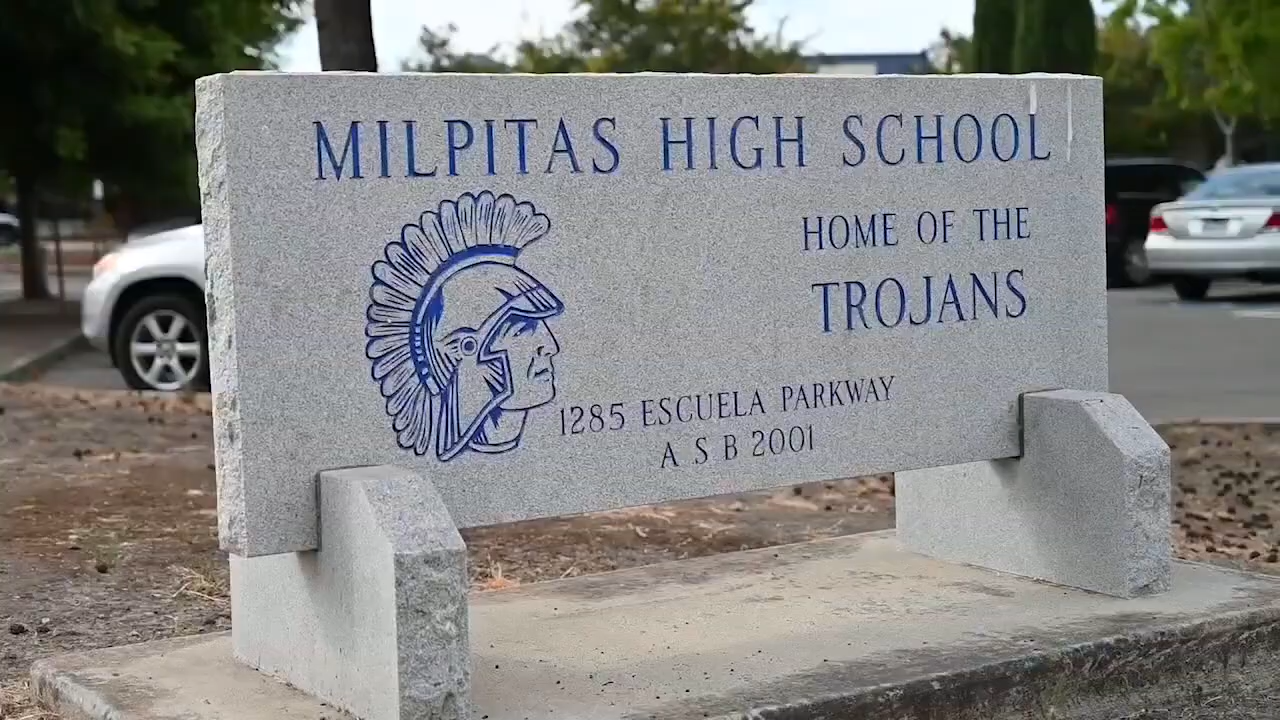 MILPITAS HIGH SCHOOL
HOME OF THE
TROJANS
1285 ESCUELA PARKWAY
A S B 2001